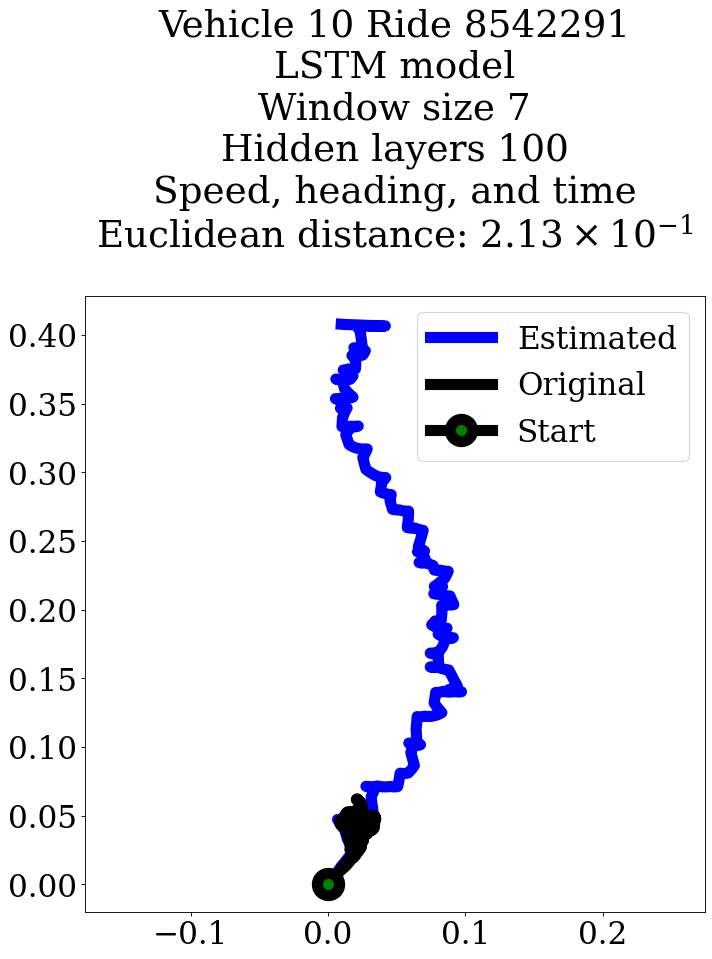 Vehicle 10 Ride 8542291
LSTM model
Window size 7
Hidden layers 100
Speed, heading, and time
Euclidean distance: 2.13 × 10⁻¹
Estimated
Original
Start
0.40
0.35
0.30
0.25
0.20
0.15
0.10
0.05
0.00
−0.1
0.0
0.1
0.2